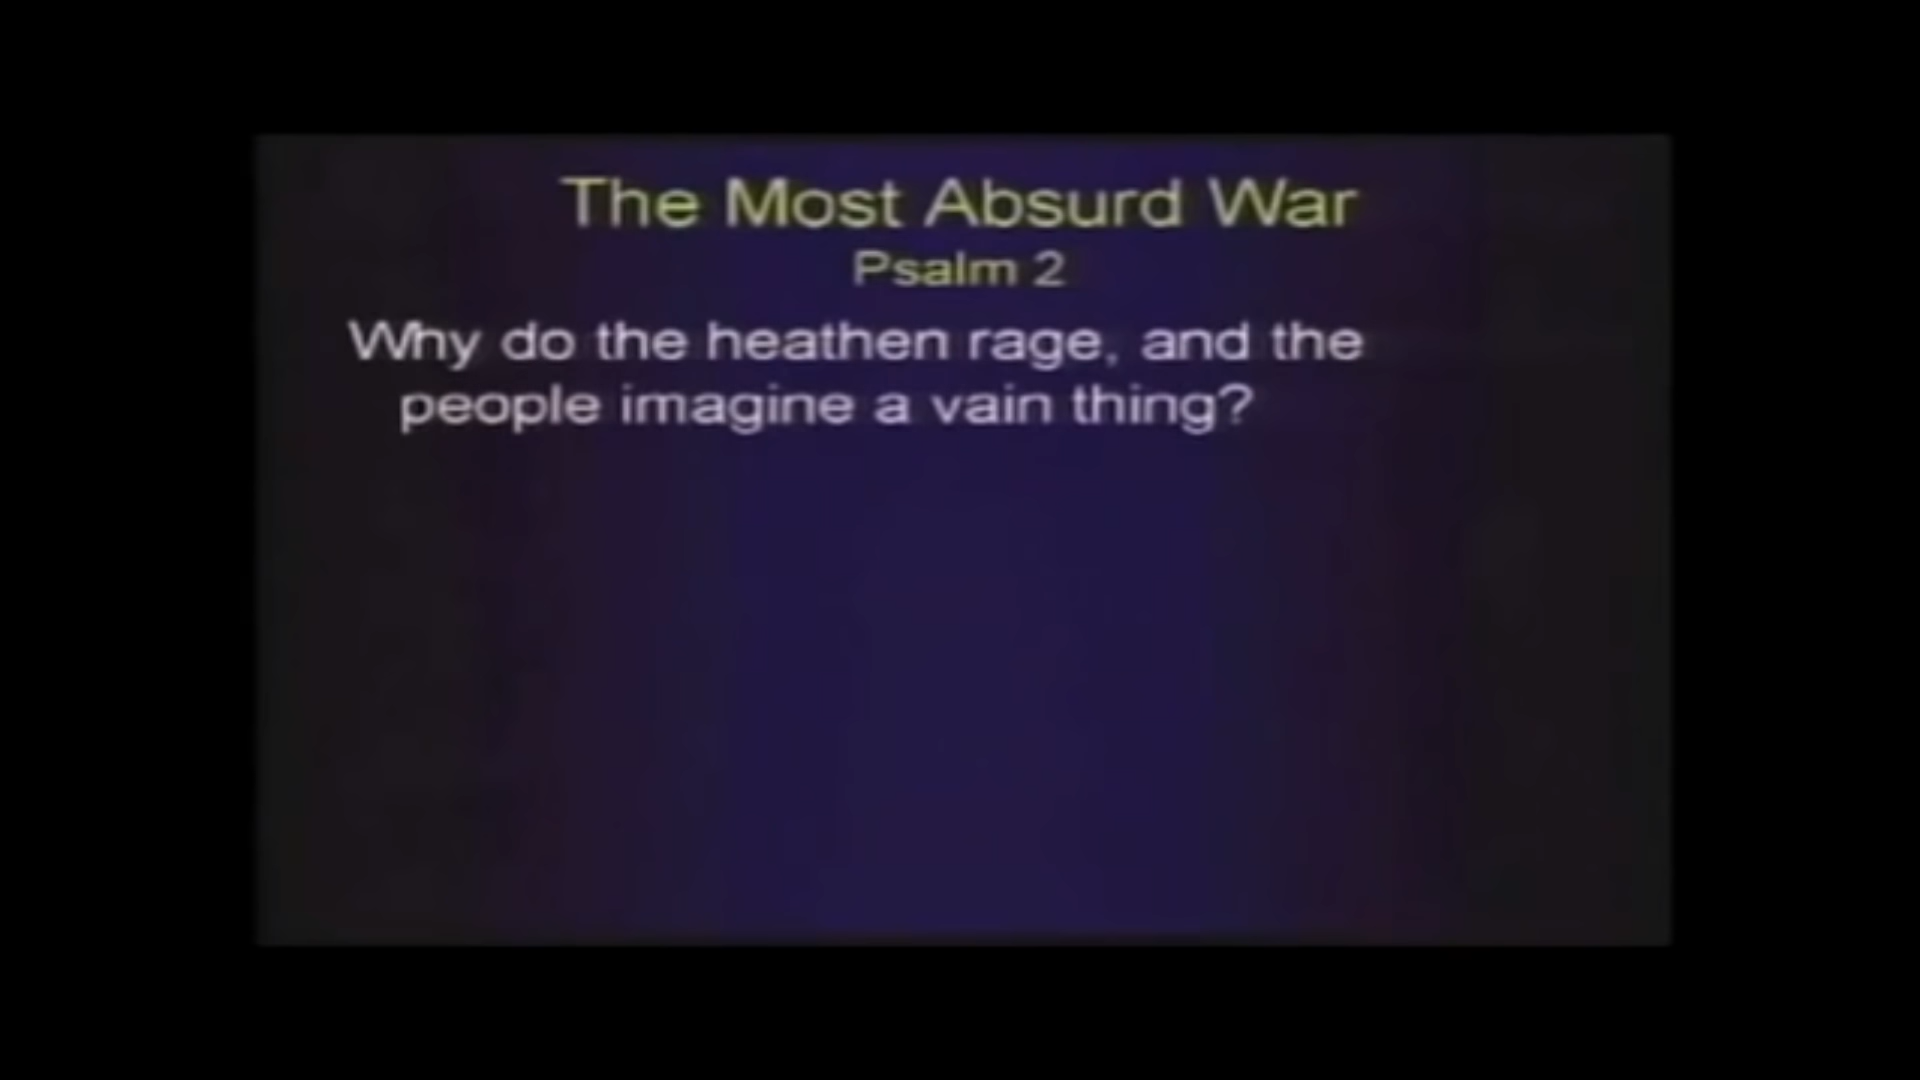 The Most Absurd War
Psalm 2
Why do the heathen rage, and the
people imagine a vain thing?